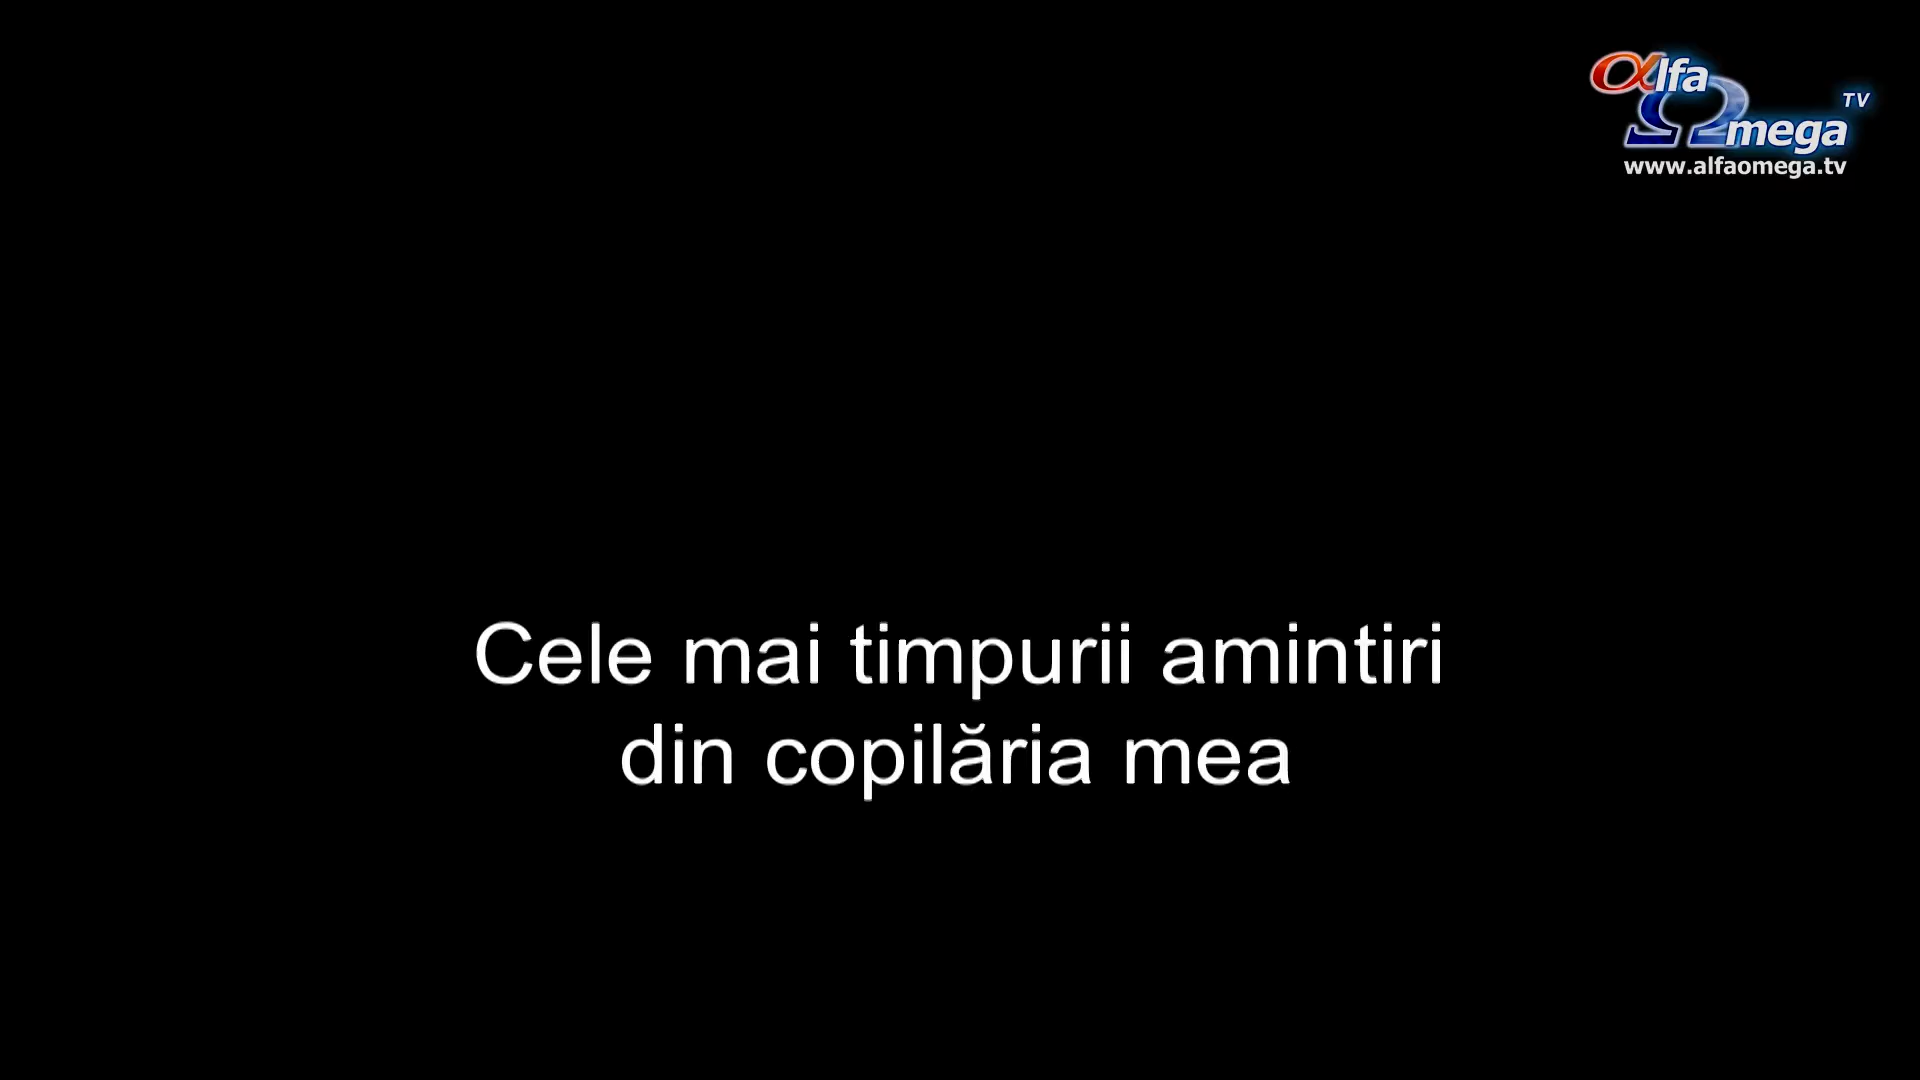 αlfa
Ωmega TV
www.alfaomega.tv
Cele mai timpurii amintiri
din copilăria mea